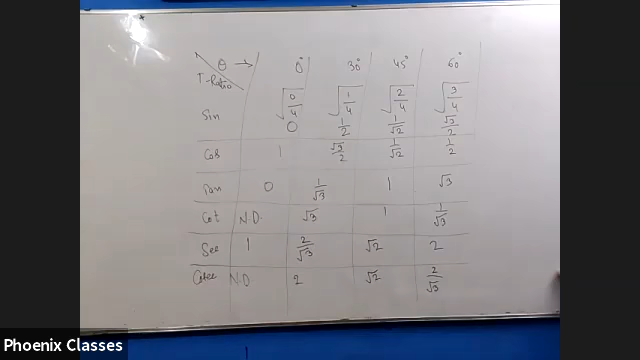 θ → 0° 30° 45° 60°
T-Ratio
Sin √(0/4) √(1/4) √(2/4) √(3/4)
0 1/2 1/√2 √3/2
Cos 1 √3/2 1/√2 1/2
Tan 0 1/√3 1 √3
Cot N.D. √3 1 1/√3
Sec 1 2/√3 √2 2
Cosec N.D 2 √2 2/√3
Phoenix Classes